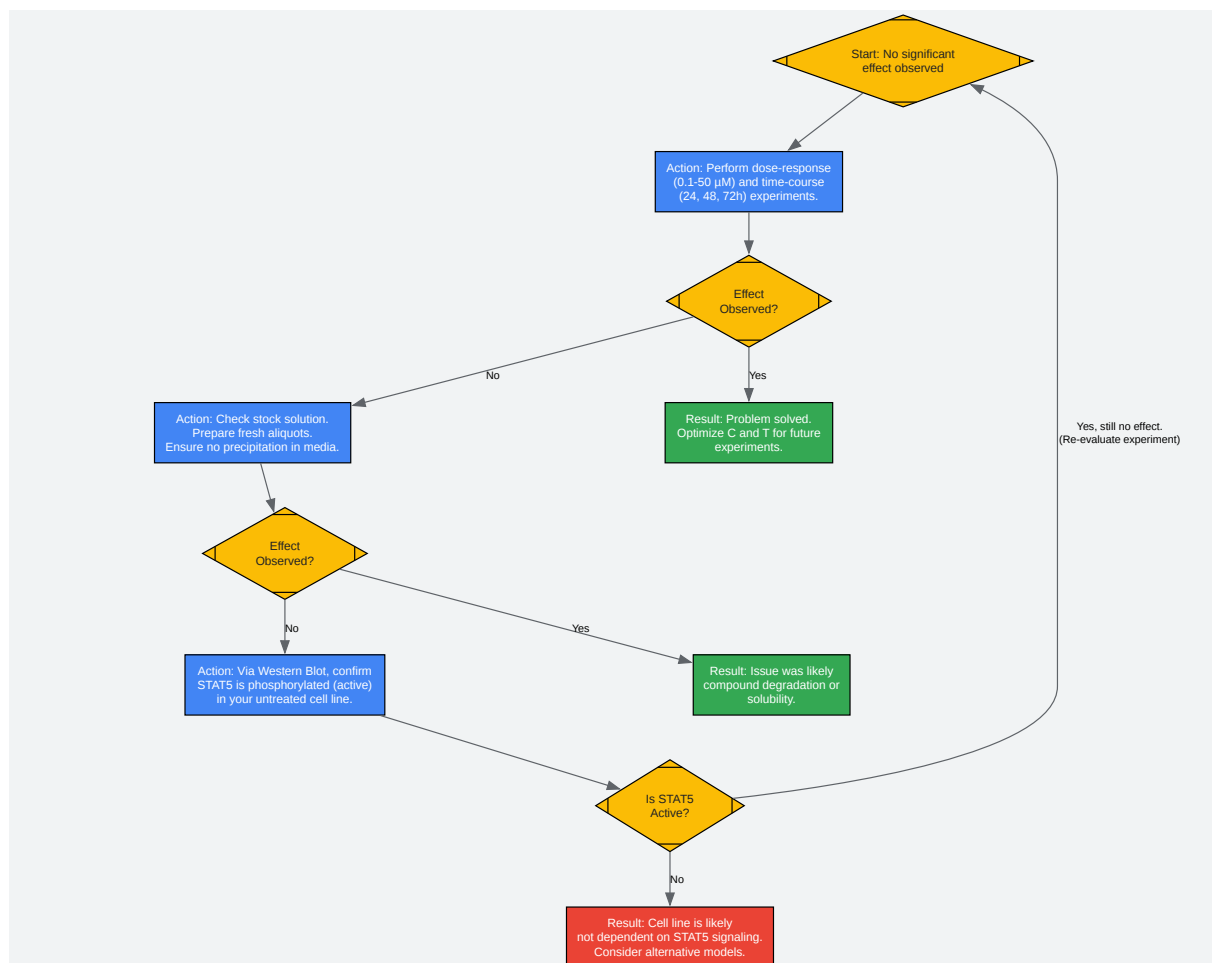 Start: No significant
effect observed
Action: Perform dose-response
(0.1-50 µM) and time-course
(24, 48, 72h) experiments.
Effect
Observed?
No
Yes
Action: Check stock solution.
Prepare fresh aliquots.
Ensure no precipitation in media.
Result: Problem solved.
Optimize C and T for future
experiments.
Yes, still no effect.
(Re-evaluate experiment)
Effect
Observed?
No
Yes
Action: Via Western Blot, confirm
STAT5 is phosphorylated (active)
in your untreated cell line.
Result: Issue was likely
compound degradation or
solubility.
Is STAT5
Active?
No
Result: Cell line is likely
not dependent on STAT5 signaling.
Consider alternative models.